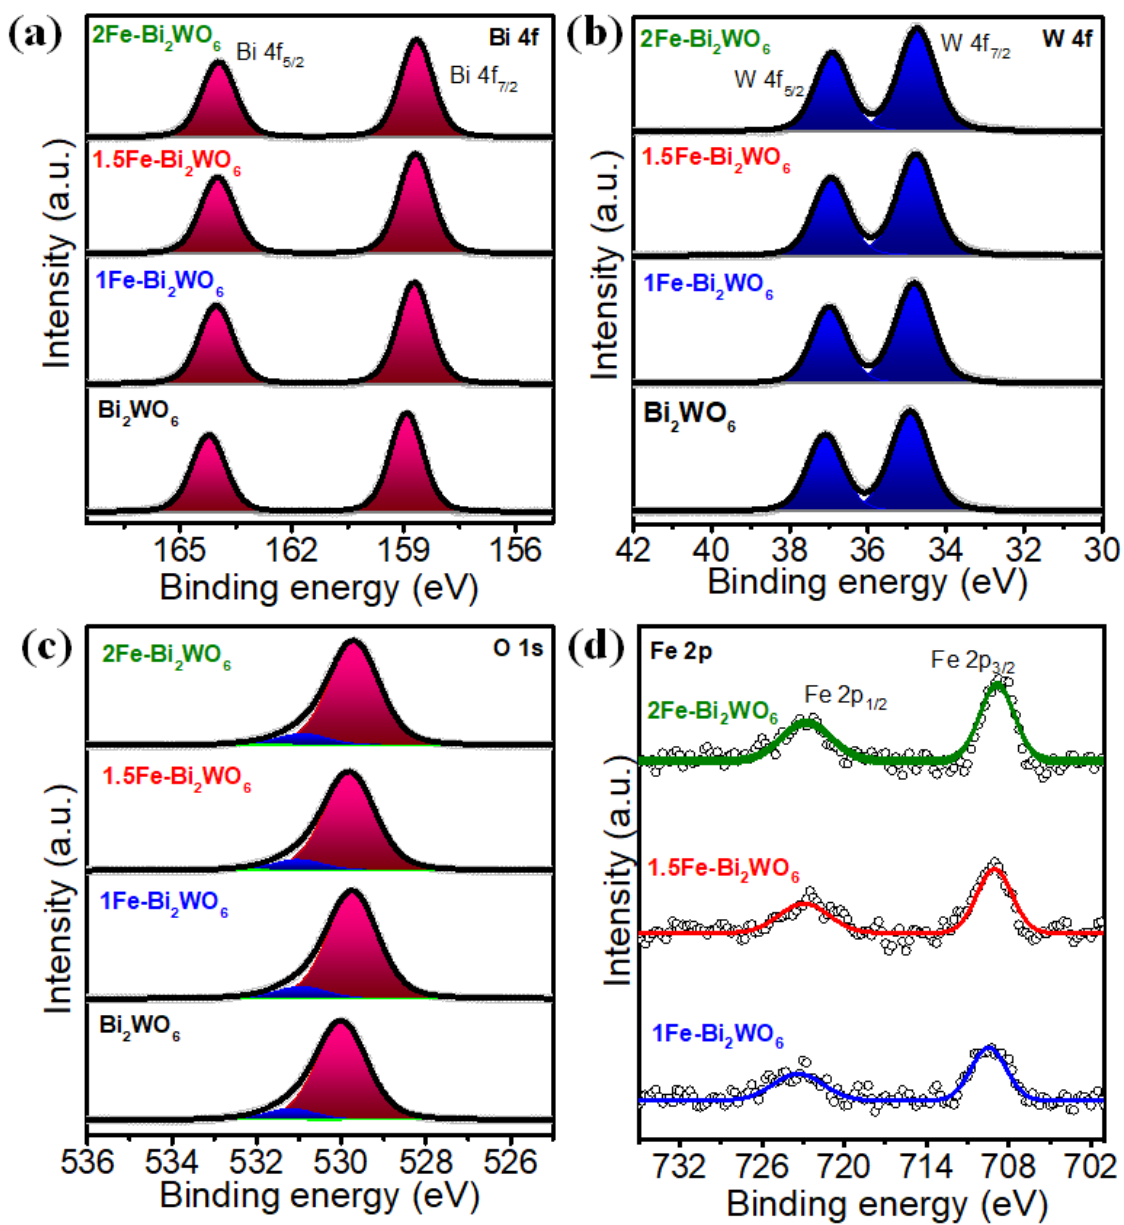 (a)
2Fe-Bi₂WO₆
Bi 4f₅/₂
Bi 4f
Bi 4f₇/₂
1.5Fe-Bi₂WO₆
1Fe-Bi₂WO₆
Bi₂WO₆
Intensity (a.u.)
165 162 159 156
Binding energy (eV)
(b)
2Fe-Bi₂WO₆
W 4f₇/₂
W 4f
W 4f₅/₂
1.5Fe-Bi₂WO₆
1Fe-Bi₂WO₆
Bi₂WO₆
Intensity (a.u.)
42 40 38 36 34 32 30
Binding energy (eV)
(c)
O 1s
2Fe-Bi₂WO₆
1.5Fe-Bi₂WO₆
1Fe-Bi₂WO₆
Bi₂WO₆
Intensity (a.u.)
536 534 532 530 528 526
Binding energy (eV)
(d)
Fe 2p
Fe 2p₃/₂
Fe 2p₁/₂
2Fe-Bi₂WO₆
1.5Fe-Bi₂WO₆
1Fe-Bi₂WO₆
Intensity (a.u.)
732 726 720 714 708 702
Binding energy (eV)